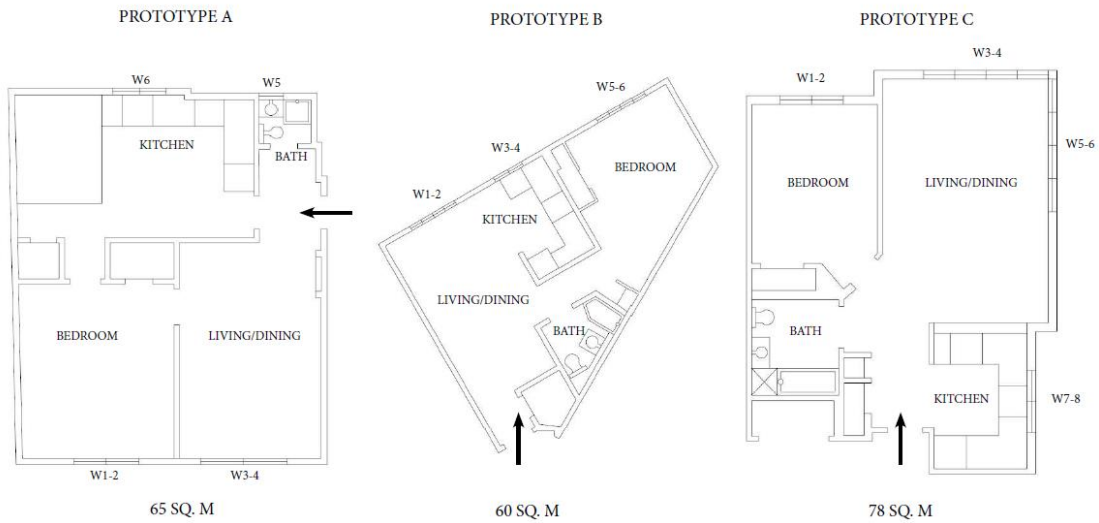 PROTOTYPE A
W6
W5
KITCHEN
BATH
BEDROOM
LIVING/DINING
W1-2
W3-4
65 SQ. M
PROTOTYPE B
W5-6
W3-4
BEDROOM
W1-2
KITCHEN
LIVING/DINING
BATH
60 SQ. M
PROTOTYPE C
W3-4
W1-2
W5-6
BEDROOM
LIVING/DINING
BATH
KITCHEN
W7-8
78 SQ. M